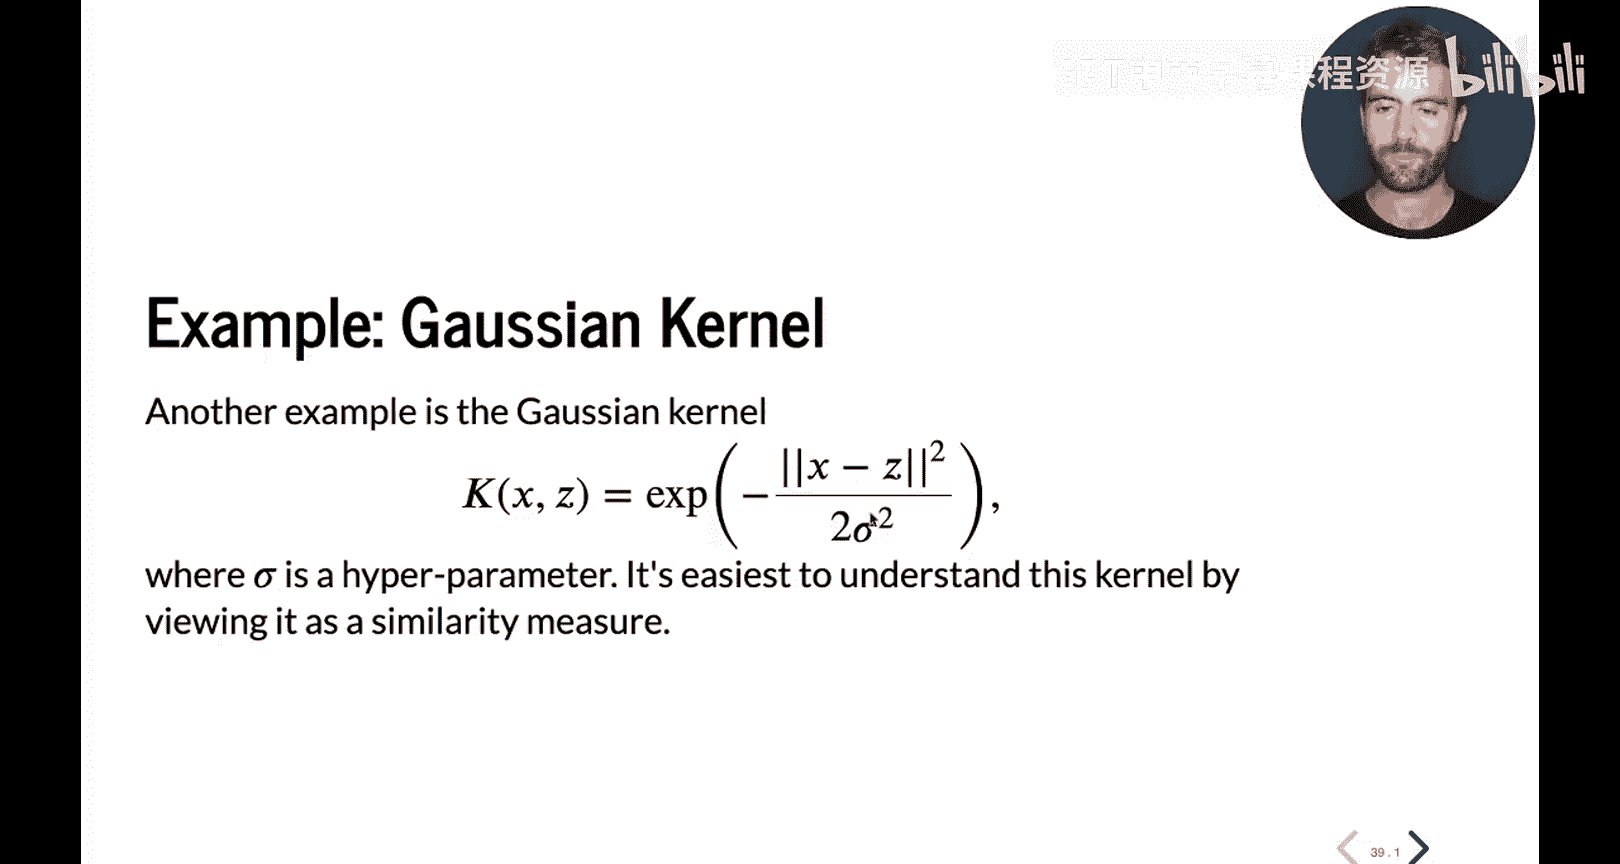 课程资源 bilibili
Example: Gaussian Kernel
Another example is the Gaussian kernel
K(x, z) = exp(−||x − z||² / 2σ²),
where σ is a hyper-parameter. It's easiest to understand this kernel by
viewing it as a similarity measure.
39 . 1